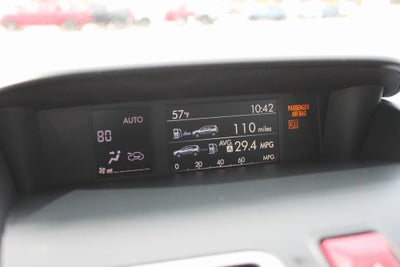 AUTO
80
57°F 10:42
110 miles
AVG A 29.4 MPG
0 20 40 60 MPG
PASSENGER
AIR BAG
OFF